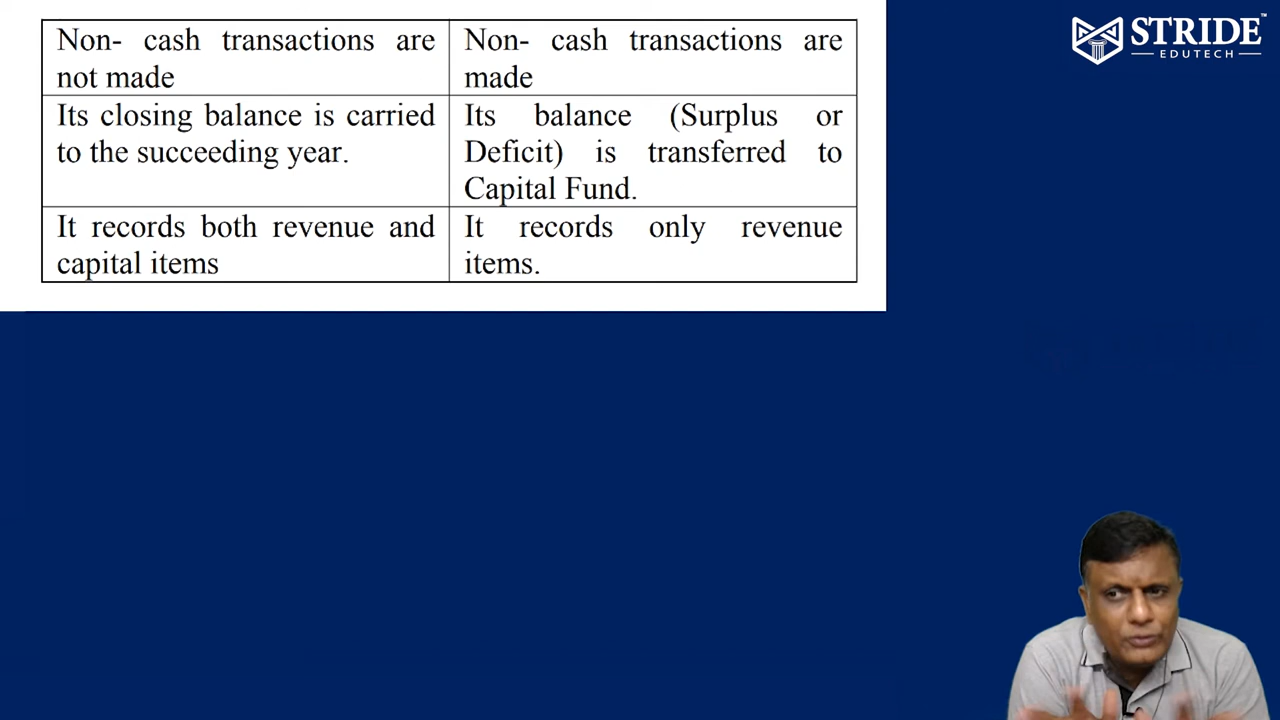 Non- cash transactions are
not made
Non- cash transactions are
made
Its closing balance is carried
to the succeeding year.
Its balance (Surplus or
Deficit) is transferred to
Capital Fund.
It records both revenue and
capital items
It records only revenue
items.
STRIDE™
EDUTECH